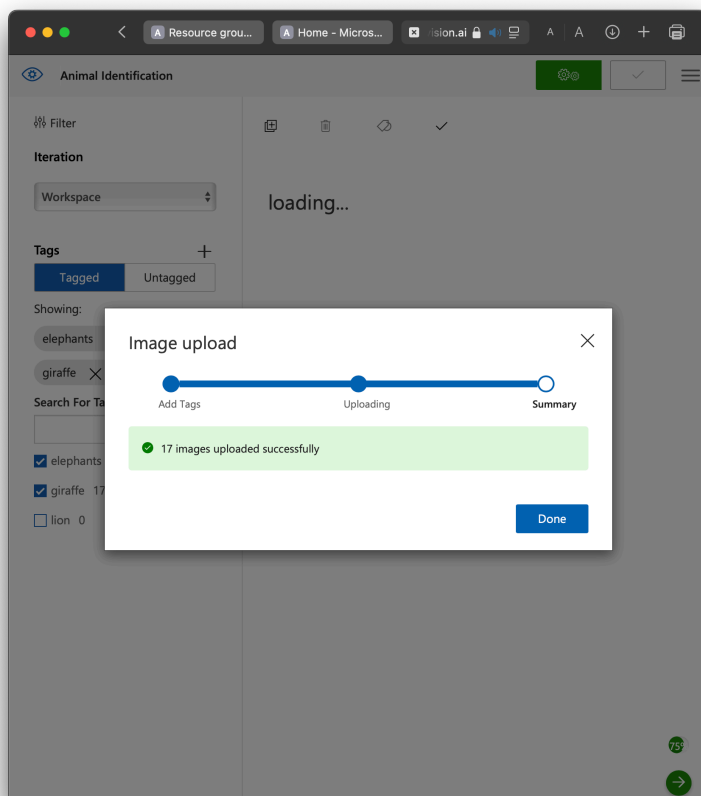 Resource grou...
Home - Micros...
ision.ai
A A
Animal Identification
Filter
Iteration
Workspace
loading...
Tags
Tagged Untagged
Showing:
elephants
giraffe
Search For Ta
elephants
giraffe 17
lion 0
Image upload
Add Tags Uploading Summary
17 images uploaded successfully
Done